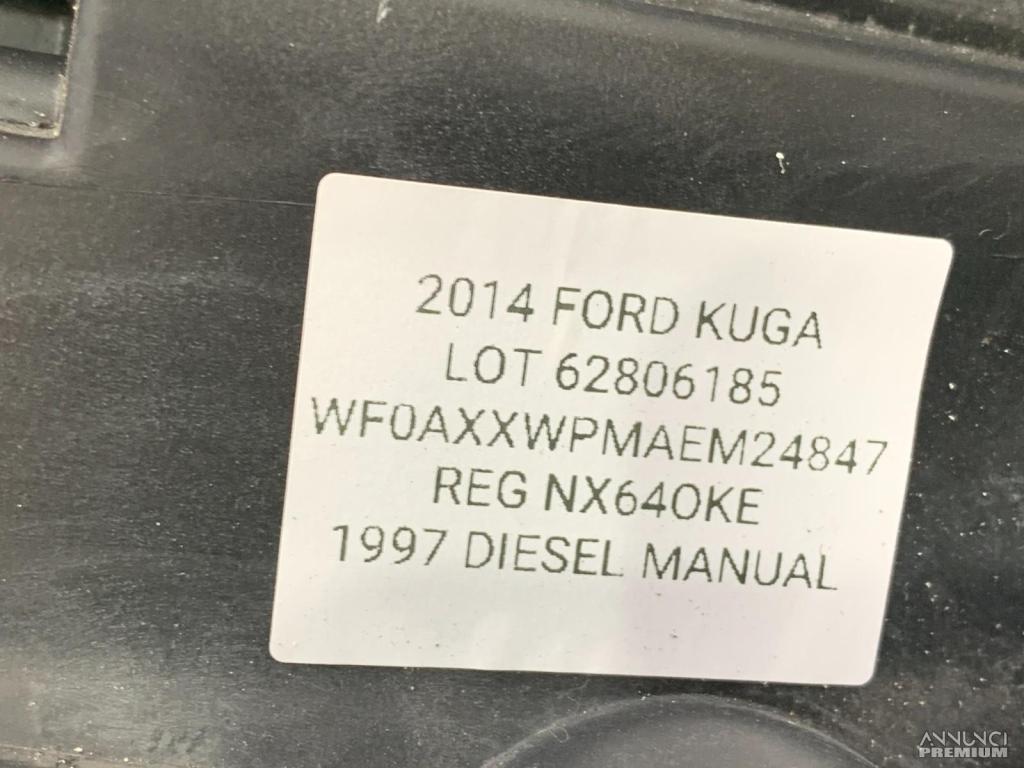 2014 FORD KUGA
LOT 62806185
WF0AXXWPMAEM24847
REG NX64OKE
1997 DIESEL MANUAL
ANNUNCI
PREMIUM